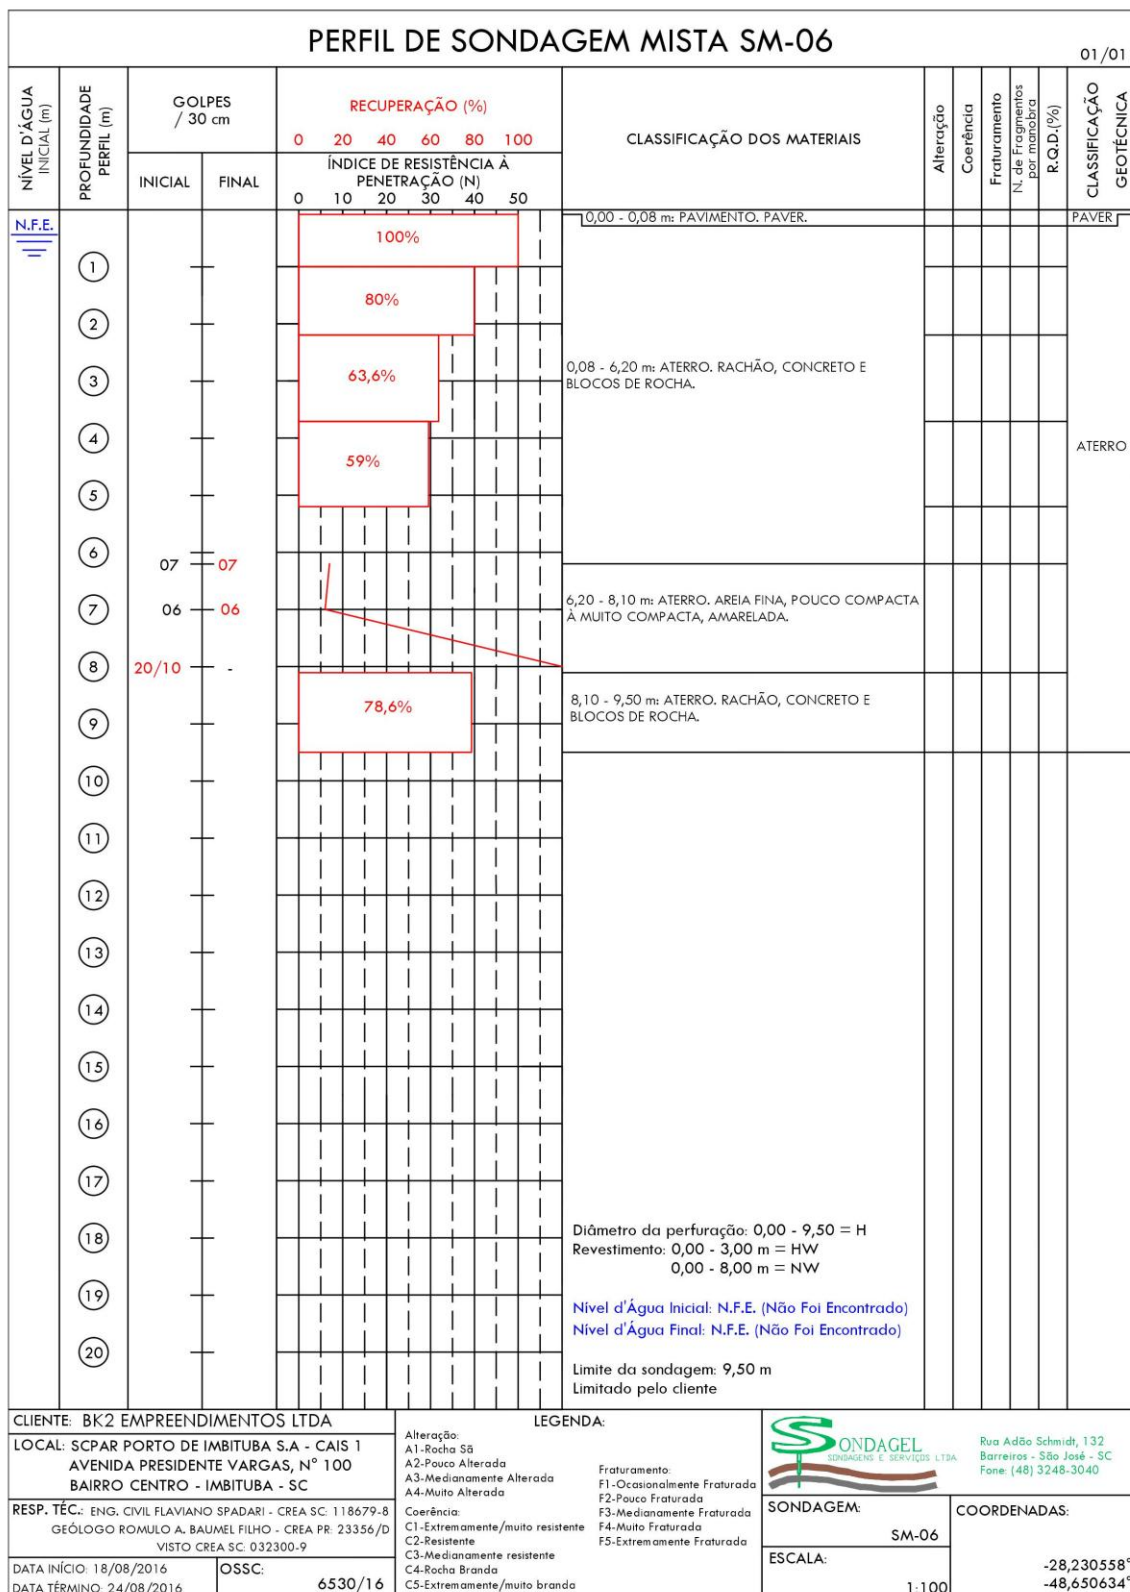 PERFIL DE SONDAGEM MISTA SM-06
01/01
NÍVEL D'ÁGUA
INICIAL (m)
PROFUNDIDADE
PERFIL (m)
GOLPES
/ 30 cm
INICIAL
FINAL
RECUPERAÇÃO (%)
0 20 40 60 80 100
ÍNDICE DE RESISTÊNCIA À
PENETRAÇÃO (N)
0 10 20 30 40 50
CLASSIFICAÇÃO DOS MATERIAIS
Alteração
Coerência
Fraturamento
N. de Fragmentos
por manobra
R.Q.D.(%)
CLASSIFICAÇÃO
GEOTÉCNICA
N.F.E.
0,00 - 0,08 m: PAVIMENTO. PAVER.
PAVER
100%
1
80%
2
63,6%
0,08 - 6,20 m: ATERRO. RACHÃO, CONCRETO E
BLOCOS DE ROCHA.
3
4
ATERRO
59%
5
6
07 07
7
06 06
6,20 - 8,10 m: ATERRO. AREIA FINA, POUCO COMPACTA
À MUITO COMPACTA, AMARELADA.
8
20/10 -
78,6%
8,10 - 9,50 m: ATERRO. RACHÃO, CONCRETO E
BLOCOS DE ROCHA.
9
10
11
12
13
14
15
16
17
18
19
20
Diâmetro da perfuração: 0,00 - 9,50 = H
Revestimento: 0,00 - 3,00 m = HW
0,00 - 8,00 m = NW
Nível d'Água Inicial: N.F.E. (Não Foi Encontrado)
Nível d'Água Final: N.F.E. (Não Foi Encontrado)
Limite da sondagem: 9,50 m
Limitado pelo cliente
CLIENTE: BK2 EMPREENDIMENTOS LTDA
LOCAL: SCPAR PORTO DE IMBITUBA S.A - CAIS 1
AVENIDA PRESIDENTE VARGAS, N° 100
BAIRRO CENTRO - IMBITUBA - SC
RESP. TÉC.: ENG. CIVIL FLAVIANO SPADARI - CREA SC: 118679-8
GEÓLOGO ROMULO A. BAUMEL FILHO - CREA PR: 23356/D
VISTO CREA SC: 032300-9
DATA INÍCIO: 18/08/2016
DATA TÉRMINO: 24/08/2016
OSSC:
6530/16
LEGENDA:
Alteração:
A1-Rocha Sã
A2-Pouco Alterada
A3-Medianamente Alterada
A4-Muito Alterada
Coerência:
C1-Extremamente/muito resistente
C2-Resistente
C3-Medianamente resistente
C4-Rocha Branda
C5-Extremamente/muito branda
Fraturamento:
F1-Ocasionalmente Fraturada
F2-Pouco Fraturada
F3-Medianamente Fraturada
F4-Muito Fraturada
F5-Extremamente Fraturada
SONDAGEL
SONDAGENS E SERVIÇOS LTDA
Rua Adão Schmidt, 132
Barreiros - São José - SC
Fone: (48) 3248-3040
SONDAGEM:
SM-06
ESCALA:
1:100
COORDENADAS:
-28,230558°
-48,650634°